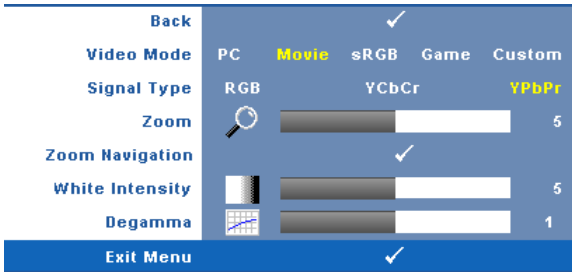 Back
Video Mode PC Movie sRGB Game Custom
Signal Type RGB YCbCr YPbPr
Zoom 5
Zoom Navigation
White Intensity 5
Degamma 1
Exit Menu